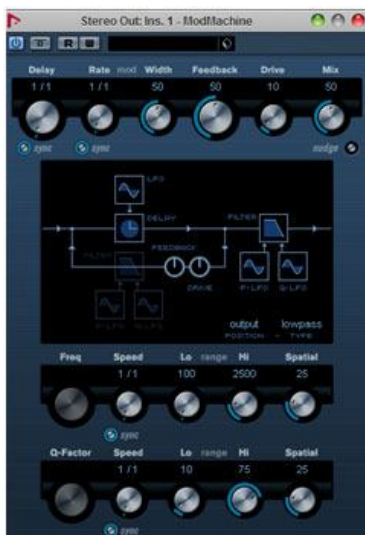 Stereo Out: Ins. 1 - ModMachine
R W
Delay Rate mod Width Feedback Drive Mix
1 / 1 1 / 1 50 50 10 50
sync sync nudge
LFO
DELAY
FILTER FEEDBACK FILTER
DRIVE F-LFO Q-LFO
F-LFO Q-LFO
output lowpass
POSITION - TYPE
Freq Speed Lo range Hi Spatial
1 / 1 100 2500 25
sync
Q-Factor Speed Lo range Hi Spatial
1 / 1 10 75 25
sync